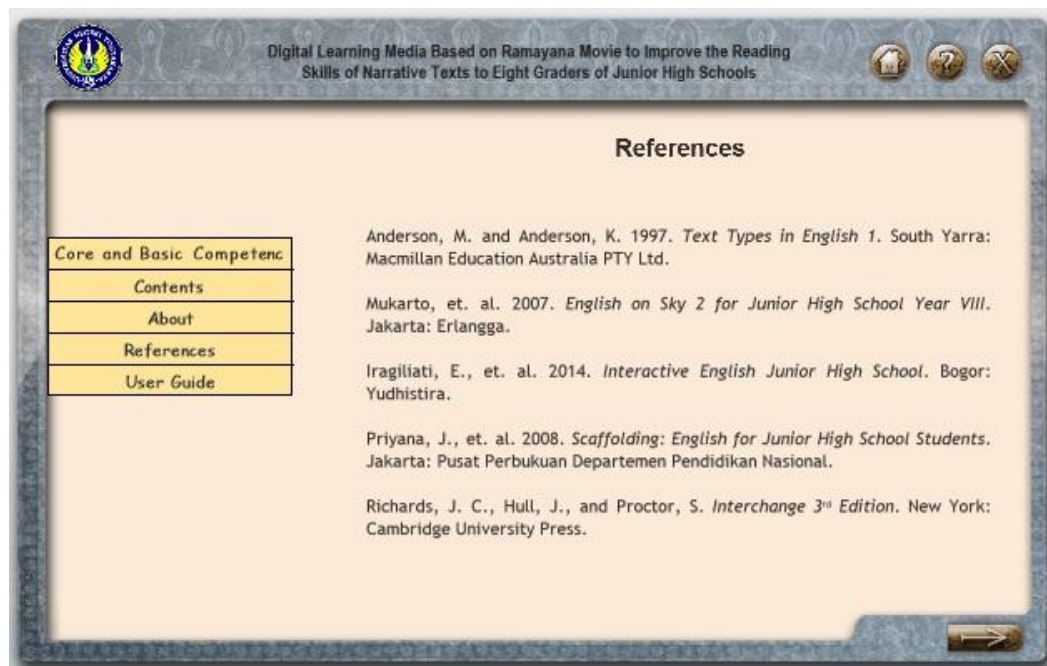 Digital Learning Media Based on Ramayana Movie to Improve the Reading
Skills of Narrative Texts to Eight Graders of Junior High Schools
?
X
References
Core and Basic Competenc
Contents
About
References
User Guide
Anderson, M. and Anderson, K. 1997. Text Types in English 1. South Yarra:
Macmillan Education Australia PTY Ltd.
Mukarto, et. al. 2007. English on Sky 2 for Junior High School Year VIII.
Jakarta: Erlangga.
Iragiliati, E., et. al. 2014. Interactive English Junior High School. Bogor:
Yudhistira.
Priyana, J., et. al. 2008. Scaffolding: English for Junior High School Students.
Jakarta: Pusat Perbukuan Departemen Pendidikan Nasional.
Richards, J. C., Hull, J., and Proctor, S. Interchange 3rd Edition. New York:
Cambridge University Press.